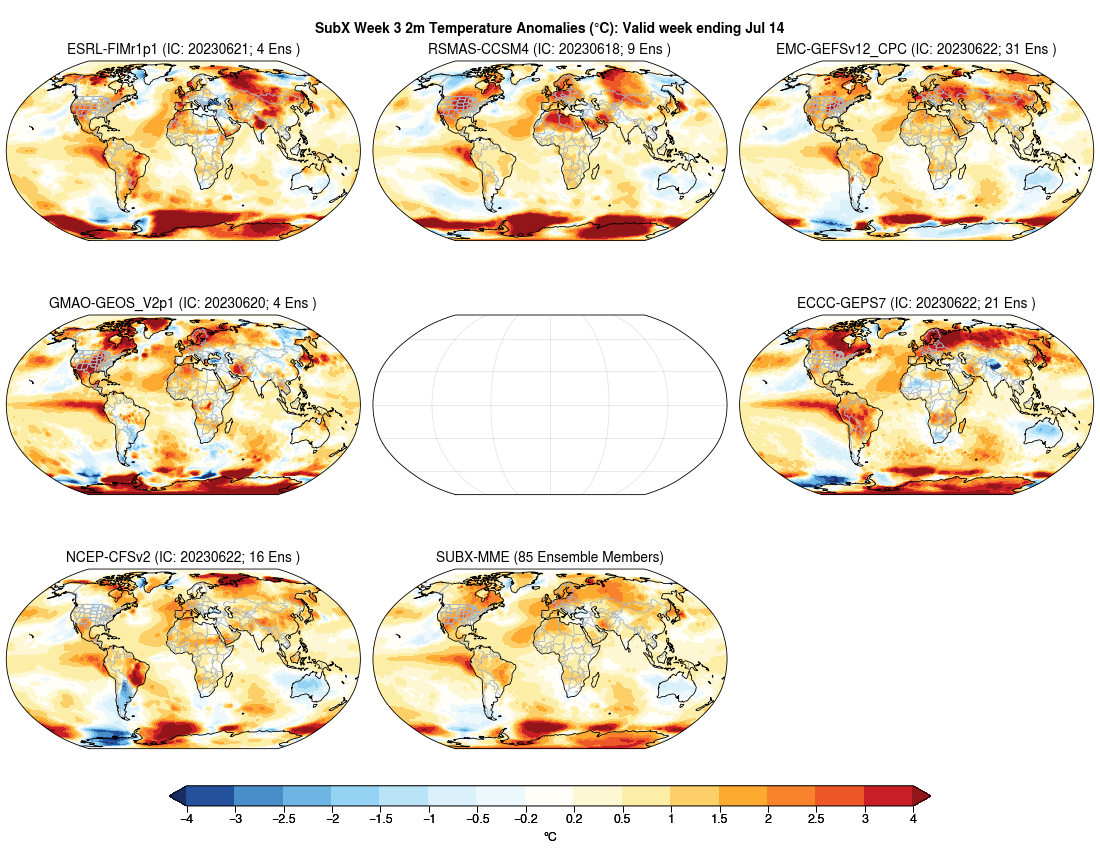 SubX Week 3 2m Temperature Anomalies (°C): Valid week ending Jul 14
ESRL-FIMr1p1 (IC: 20230621; 4 Ens )
RSMAS-CCSM4 (IC: 20230618; 9 Ens )
EMC-GEFSv12_CPC (IC: 20230622; 31 Ens )
GMAO-GEOS_V2p1 (IC: 20230620; 4 Ens )
ECCC-GEPS7 (IC: 20230622; 21 Ens )
NCEP-CFSv2 (IC: 20230622; 16 Ens )
SUBX-MME (85 Ensemble Members)
−4 −3 −2.5 −2 −1.5 −1 −0.5 −0.2 0.2 0.5 1 1.5 2 2.5 3 4
°C